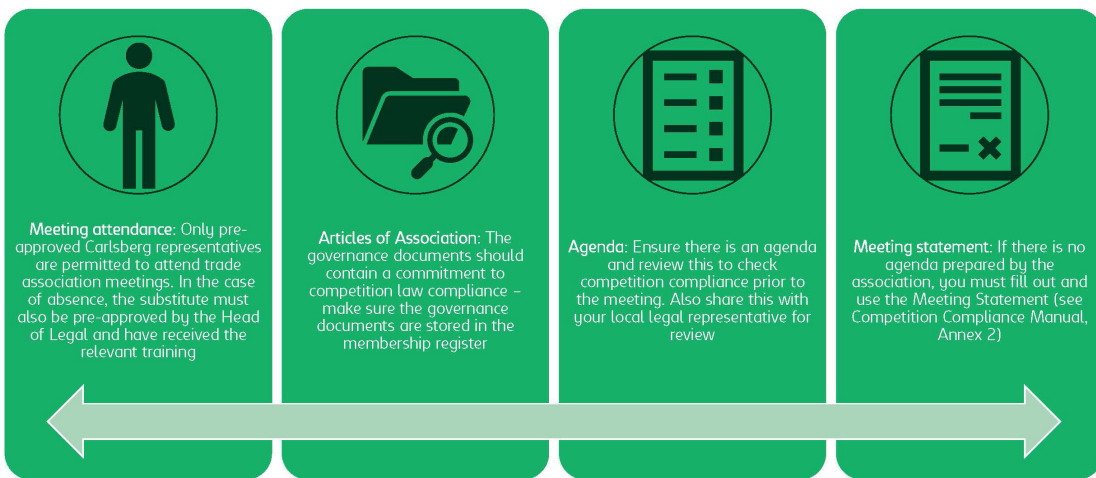 Meeting attendance: Only pre-
approved Carlsberg representatives
are permitted to attend trade
association meetings. In the case
of absence, the substitute must
also be pre-approved by the Head
of Legal and have received the
relevant training
Articles of Association: The
governance documents should
contain a commitment to
competition law compliance –
make sure the governance
documents are stored in the
membership register
Agenda: Ensure there is an agenda
and review this to check
competition compliance prior to
the meeting. Also share this with
your local legal representative for
review
Meeting statement: If there is no
agenda prepared by the
association, you must fill out and
use the Meeting Statement (see
Competition Compliance Manual,
Annex 2)